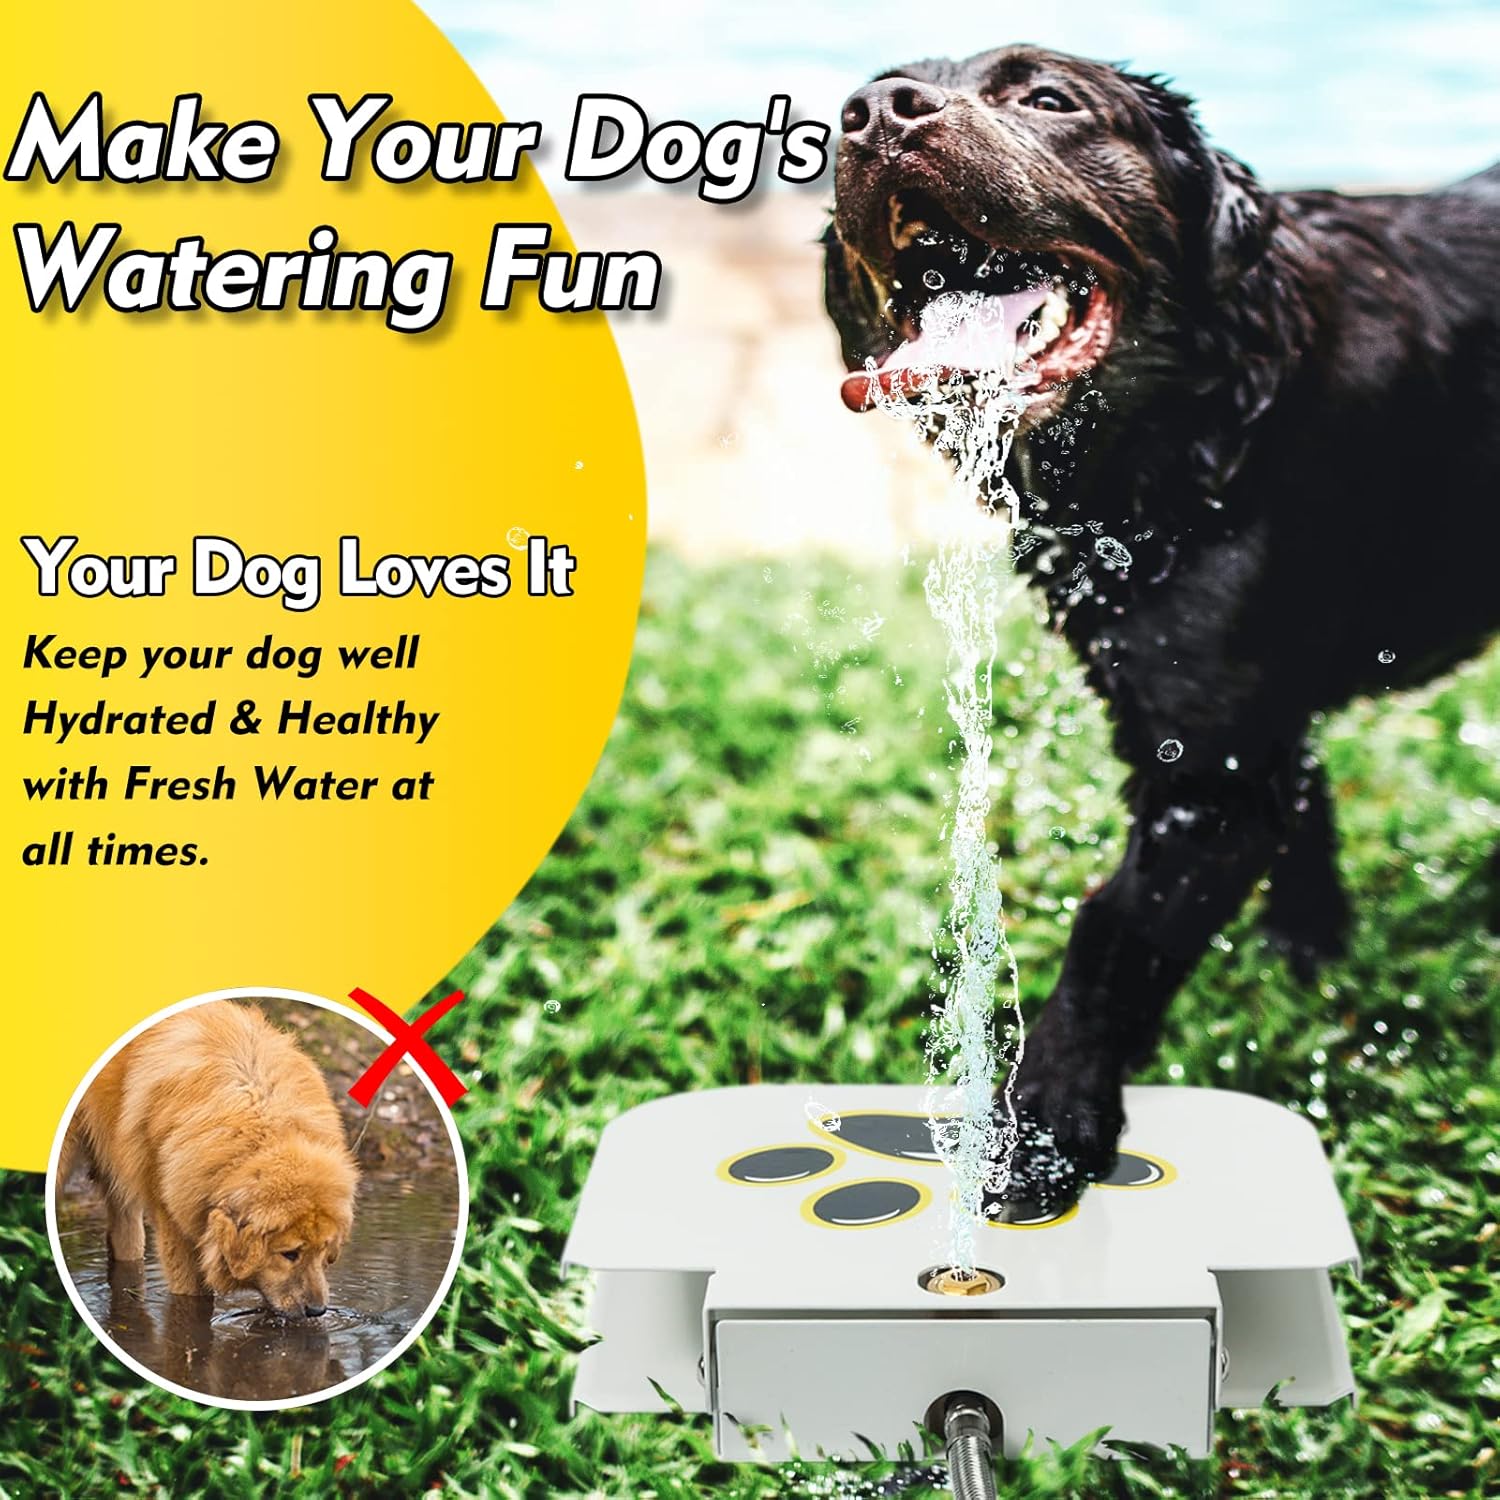 Make Your Dog's
Watering Fun
Your Dog Loves It
Keep your dog well
Hydrated & Healthy
with Fresh Water at
all times.